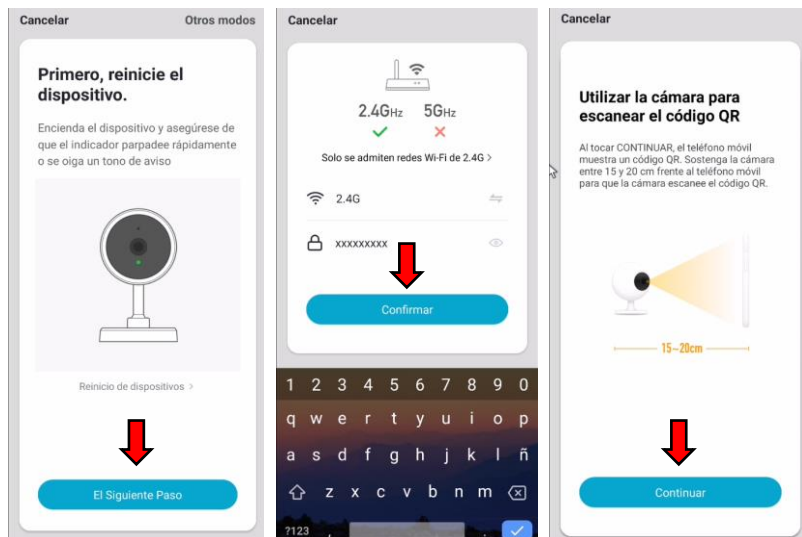 Cancelar
Otros modos
Primero, reinicie el
dispositivo.
Encienda el dispositivo y asegúrese de
que el indicador parpadee rápidamente
o se oiga un tono de aviso
Reinicio de dispositivos >
El Siguiente Paso
Cancelar
2.4GHz 5GHz
Solo se admiten redes Wi-Fi de 2.4G >
2.4G
xxxxxxxxx
Confirmar
1 2 3 4 5 6 7 8 9 0
q w e r t y u i o p
a s d f g h j k l ñ
z x c v b n m
?123 , .
Cancelar
Utilizar la cámara para
escanear el código QR
Al tocar CONTINUAR, el teléfono móvil
muestra un código QR. Sostenga la cámara
entre 15 y 20 cm frente al teléfono móvil
para que la cámara escanee el código QR.
15~20cm
Continuar